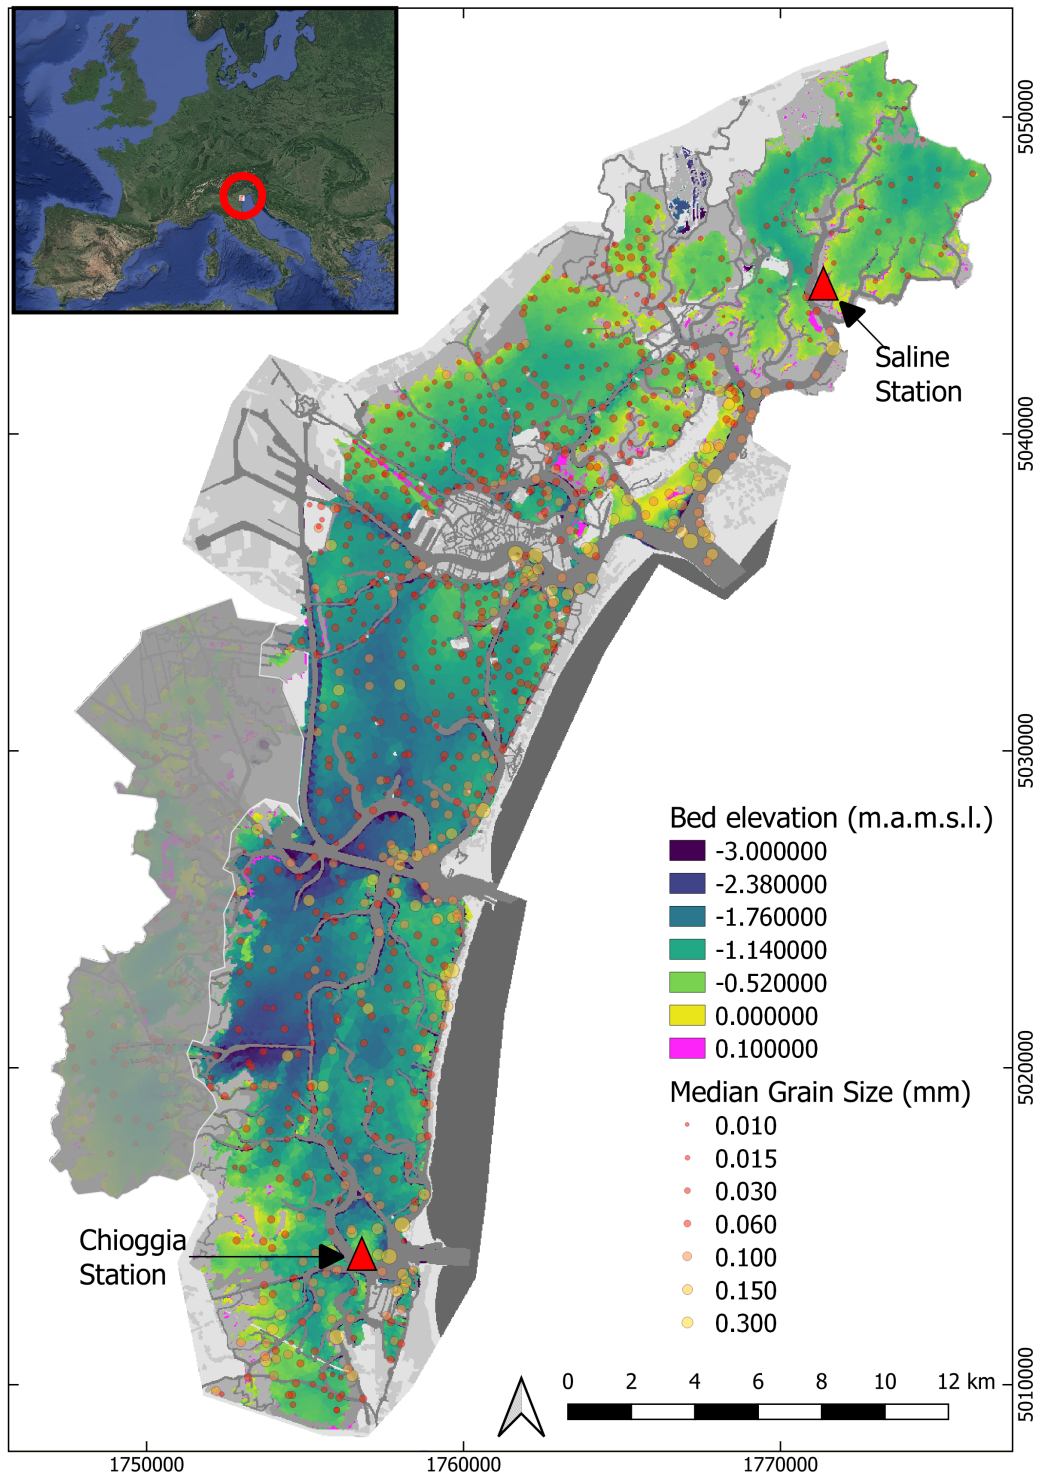 5050000
Saline
Station
5040000
5030000
Bed elevation (m.a.m.s.l.)
-3.000000
-2.380000
-1.760000
-1.140000
-0.520000
0.000000
0.100000
5020000
Median Grain Size (mm)
0.010
0.015
0.030
0.060
0.100
0.150
0.300
Chioggia
Station
0 2 4 6 8 10 12 km
5010000
1750000 1760000 1770000